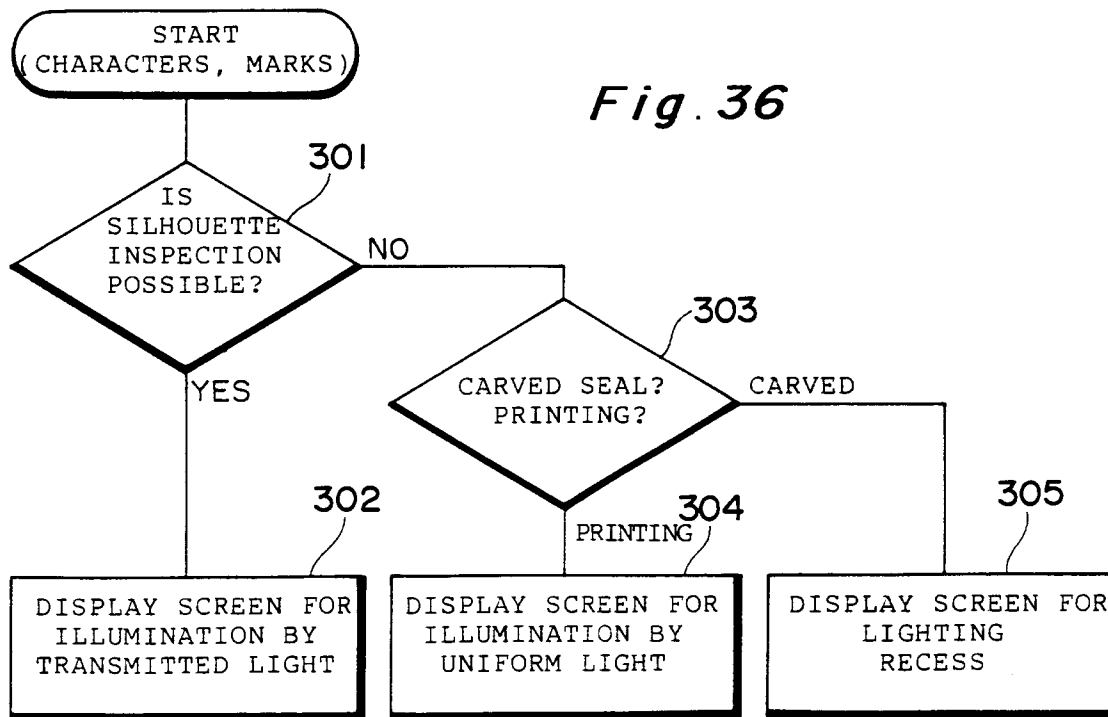 START
(CHARACTERS, MARKS)
Fig. 36
301
IS
SILHOUETTE
INSPECTION
POSSIBLE?
NO
YES
303
CARVED SEAL?
PRINTING?
CARVED
PRINTING
302
DISPLAY SCREEN FOR
ILLUMINATION BY
TRANSMITTED LIGHT
304
DISPLAY SCREEN FOR
ILLUMINATION BY
UNIFORM LIGHT
305
DISPLAY SCREEN FOR
LIGHTING
RECESS